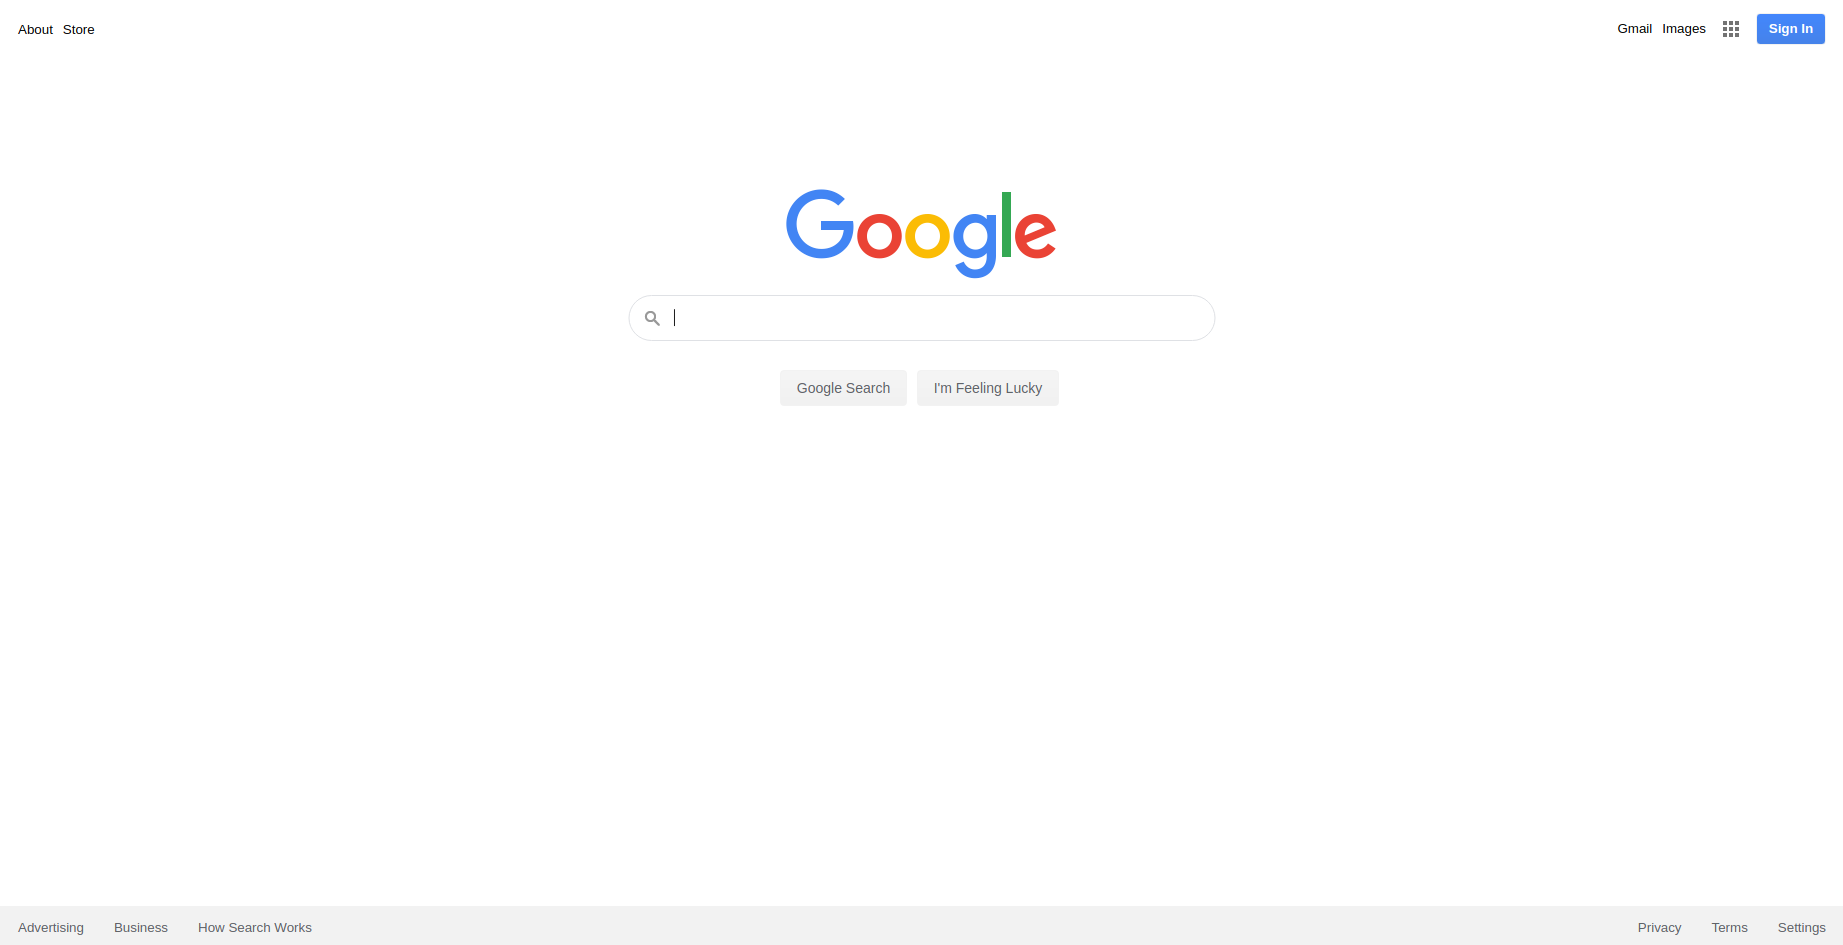 About Store
Gmail Images Sign In
Google
Google Search I'm Feeling Lucky
Advertising Business How Search Works
Privacy Terms Settings